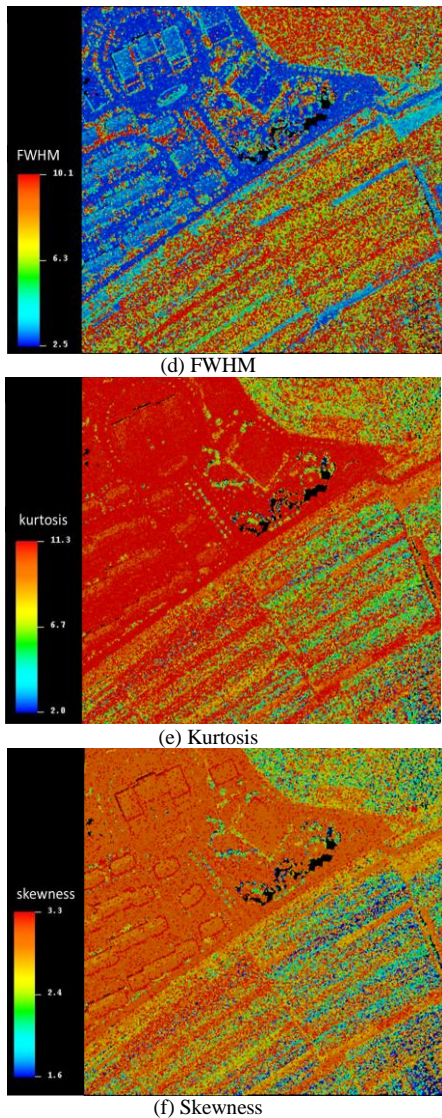 FWHM
10.1
6.3
2.5
(d) FWHM
kurtosis
11.3
6.7
2.0
(e) Kurtosis
skewness
3.3
2.4
1.6
(f) Skewness